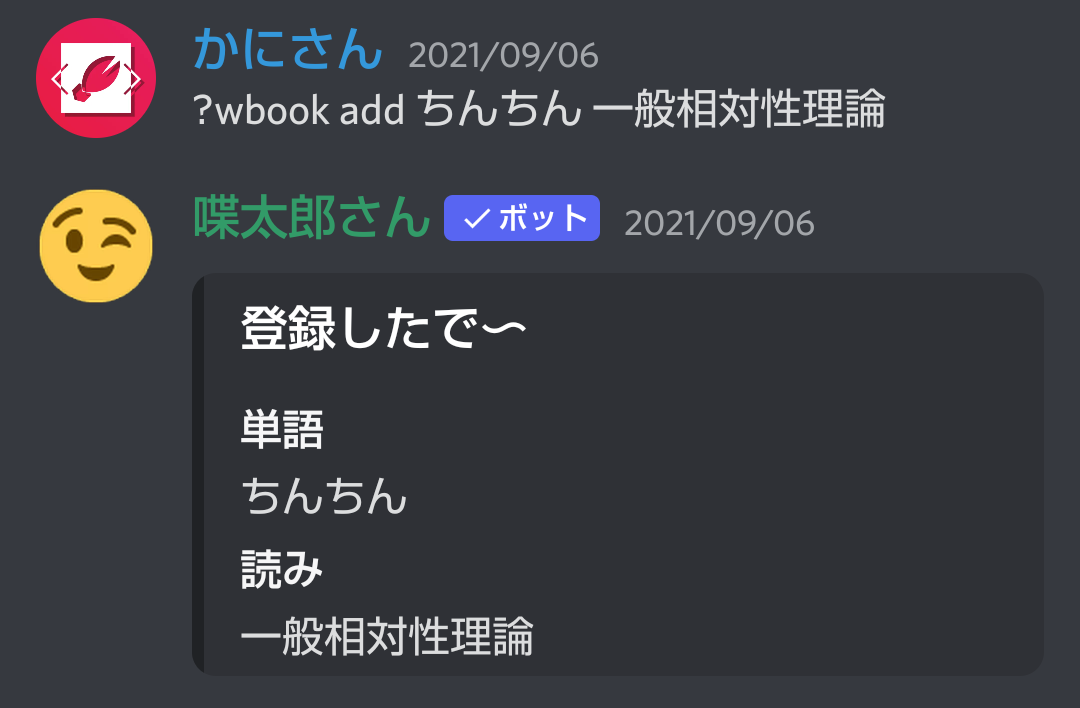 かにさん 2021/09/06
?wbook add ちんちん 一般相対性理論
喋太郎さん ✓ボット 2021/09/06
登録したで〜
単語
ちんちん
読み
一般相対性理論